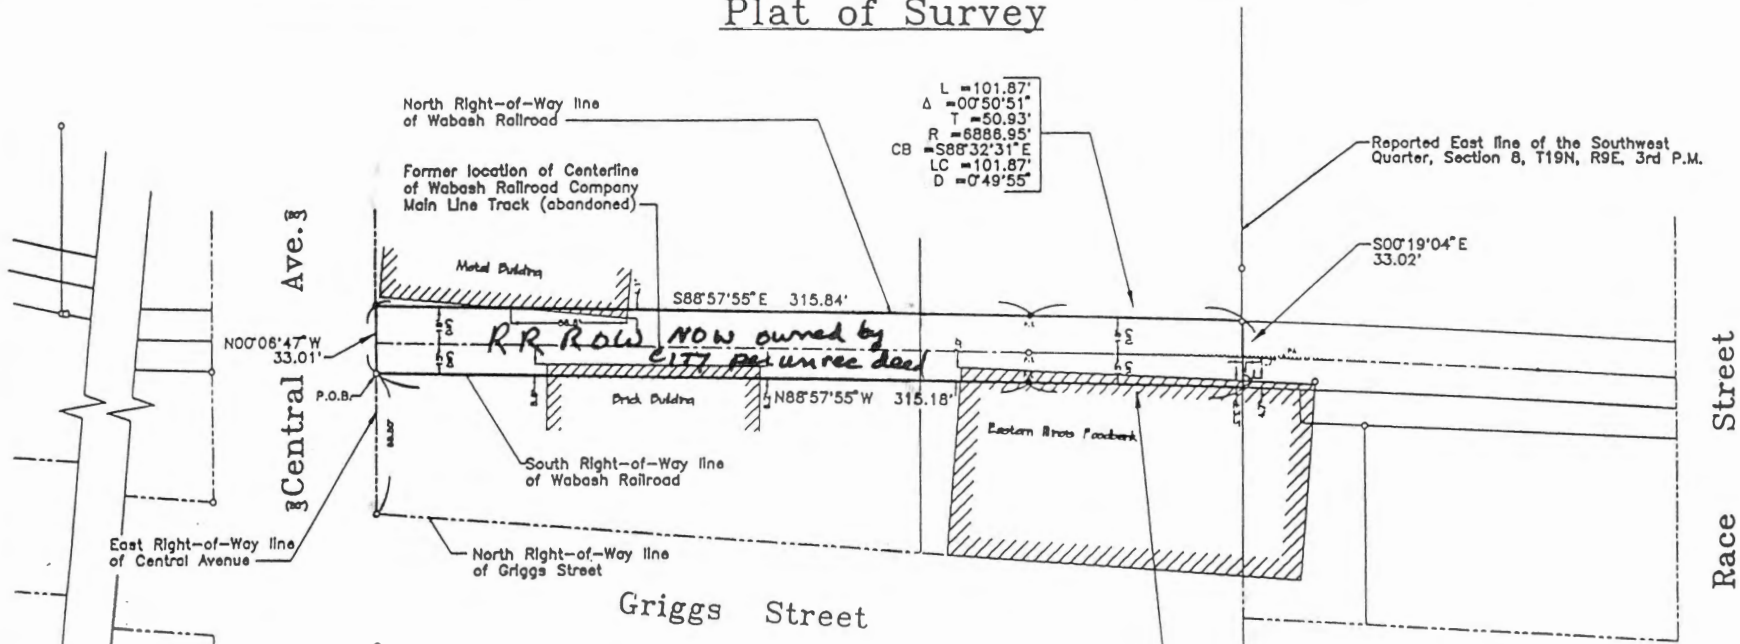 Plat of Survey
North Right-of-Way line
of Wabash Railroad
L =101.87'
Δ =00°50'51"
T =50.93'
R =6888.95'
CB =S88°32'31"E
LC =101.87'
D =0°49'55"
Reported East line of the Southwest
Quarter, Section 8, T19N, R9E, 3rd P.M.
Former location of Centerline
of Wabash Railroad Company
Main Line Track (abandoned)
S00°19'04"E
33.02'
Central Ave.
Metal Building
S88°57'55"E 315.84'
N00°06'47"W
33.01'
RR ROW NOW owned by
CITY per unrec deed
P.O.B.
Brick Building
N88°57'55"W 315.18'
Foodbank
South Right-of-Way line
of Wabash Railroad
East Right-of-Way line
of Central Avenue
North Right-of-Way line
of Griggs Street
Griggs Street
Race Street